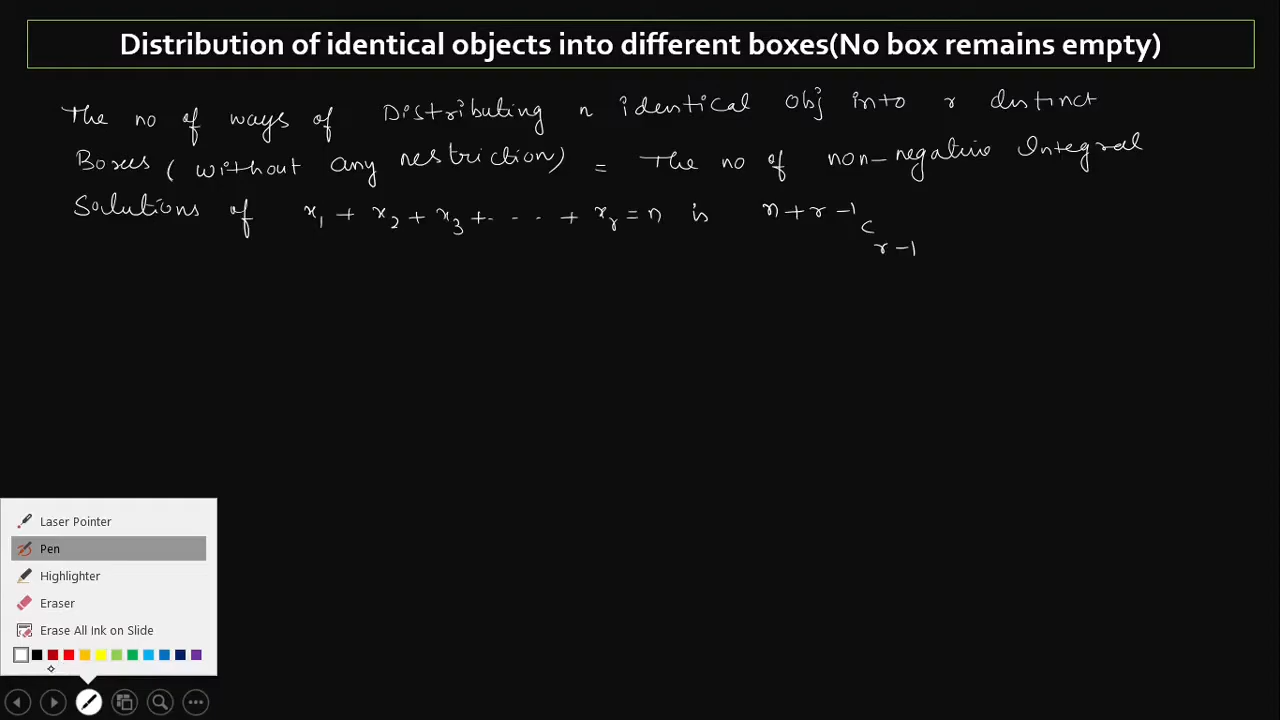 Distribution of identical objects into different boxes(No box remains empty)
The no of ways of Distributing n identical obj into r distinct
Boxes (without any restriction) = The no of non-negative Integral
Solutions of x₁ + x₂ + x₃ + ... + xᵣ = n is n+r-1 C r-1
Laser Pointer
Pen
Highlighter
Eraser
Erase All Ink on Slide